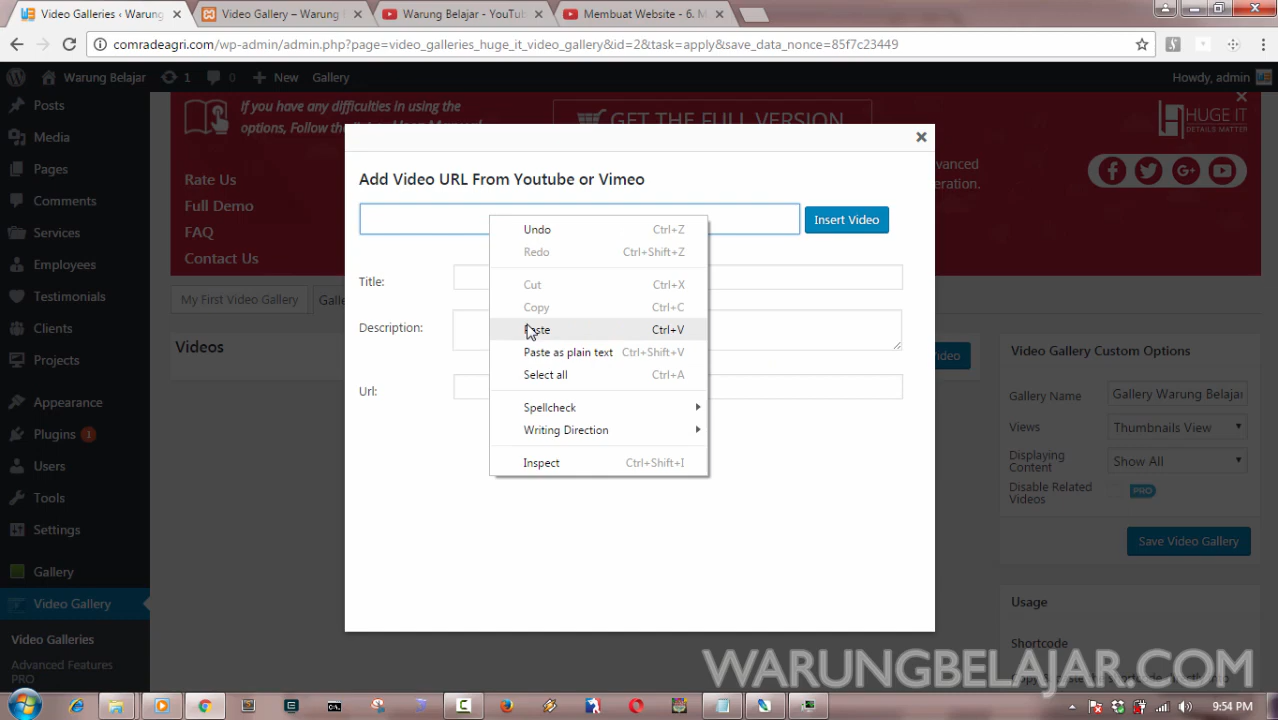 Video Galleries ‹ Warung
Video Gallery – Warung
Warung Belajar - YouTu
Membuat Website - 6. M
comradeagri.com/wp-admin/admin.php?page=video_galleries_huge_it_video_gallery&id=2&task=apply&save_data_nonce=85f7c23449
Warung Belajar
1
0
New
Gallery
Howdy, admin
Posts
Media
Pages
Comments
Services
Employees
Testimonials
Clients
Projects
Appearance
Plugins 1
Users
Tools
Settings
Gallery
Video Gallery
Video Galleries
Advanced Features
PRO
If you have any difficulties in using the
options, Follow the
GET THE FULL VERSION
HUGE IT
DETAILS MATTER
Rate Us
Full Demo
FAQ
Contact Us
My First Video Gallery
Videos
Add Video URL From Youtube or Vimeo
Insert Video
Title:
Description:
Url:
Undo Ctrl+Z
Redo Ctrl+Shift+Z
Cut Ctrl+X
Copy Ctrl+C
Paste Ctrl+V
Paste as plain text Ctrl+Shift+V
Select all Ctrl+A
Spellcheck
Writing Direction
Inspect Ctrl+Shift+I
Video Gallery Custom Options
Gallery Name
Gallery Warung Belajar
Views
Thumbnails View
Displaying
Content
Show All
Disable Related
Videos
PRO
Save Video Gallery
Usage
Shortcode
WARUNGBELAJAR.COM
9:54 PM